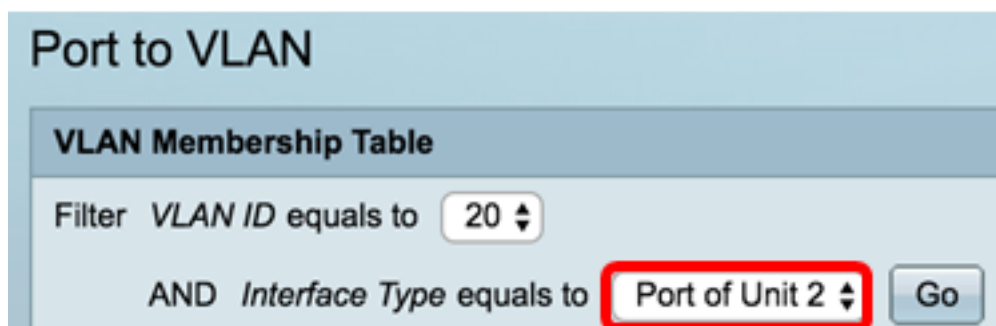 Port to VLAN
VLAN Membership Table
Filter VLAN ID equals to 20
AND Interface Type equals to Port of Unit 2 Go